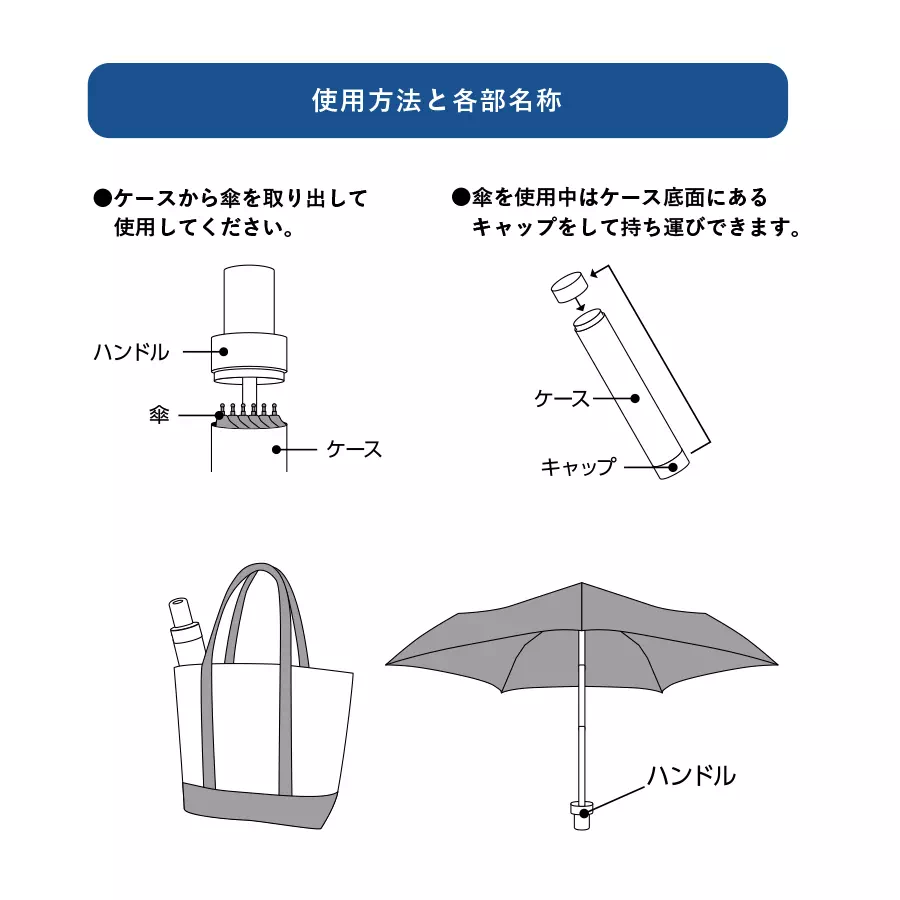 使用方法と各部名称
●ケースから傘を取り出して
使用してください。
●傘を使用中はケース底面にある
キャップをして持ち運びできます。
ハンドル
傘
ケース
ケース
キャップ
ハンドル